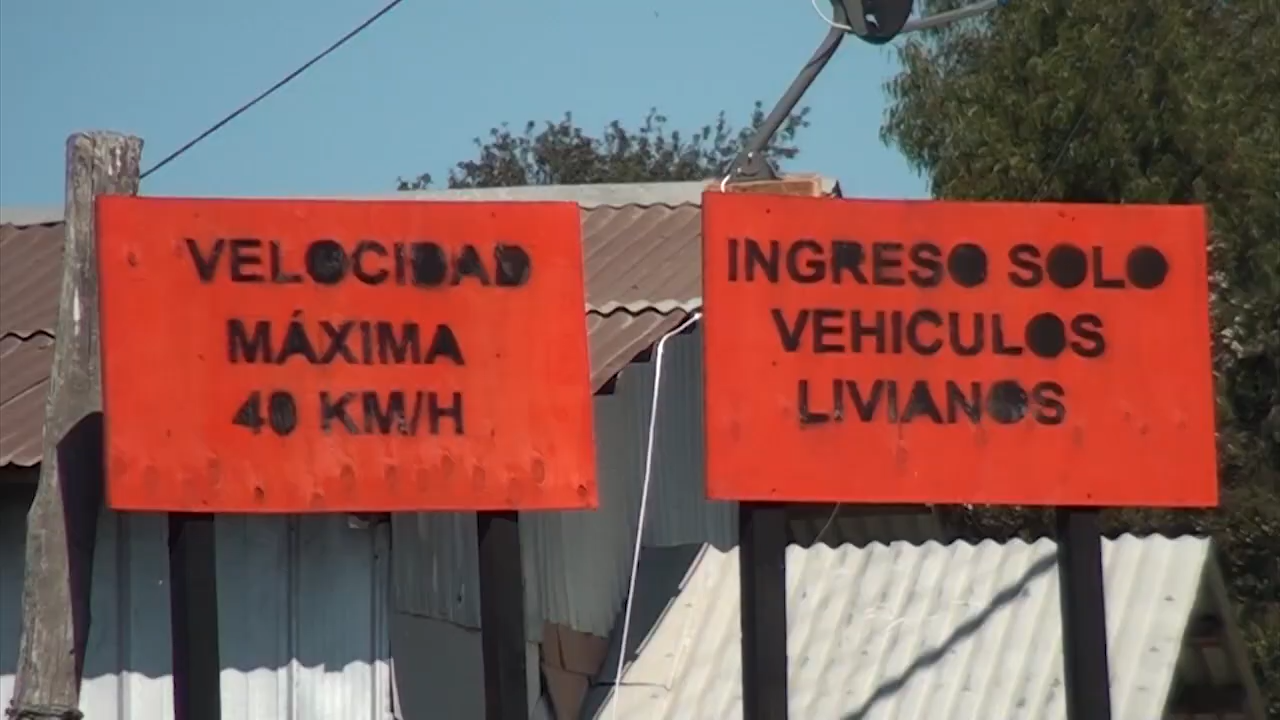 VELOCIDAD
MÁXIMA
40 KM/H
INGRESO SOLO
VEHICULOS
LIVIANOS